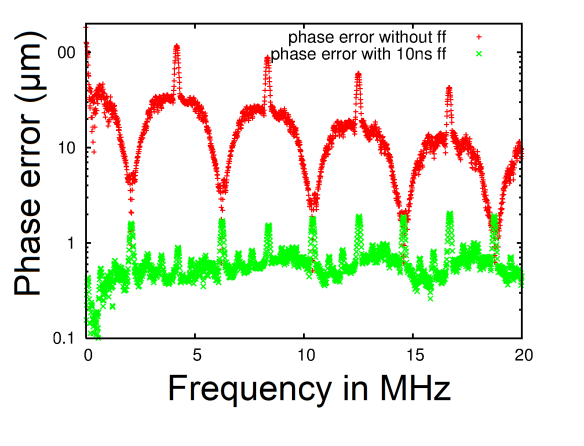 phase error without ff
phase error with 10ns ff
Phase error (µm)
00
10
1
0.1
0
5
10
15
20
Frequency in MHz